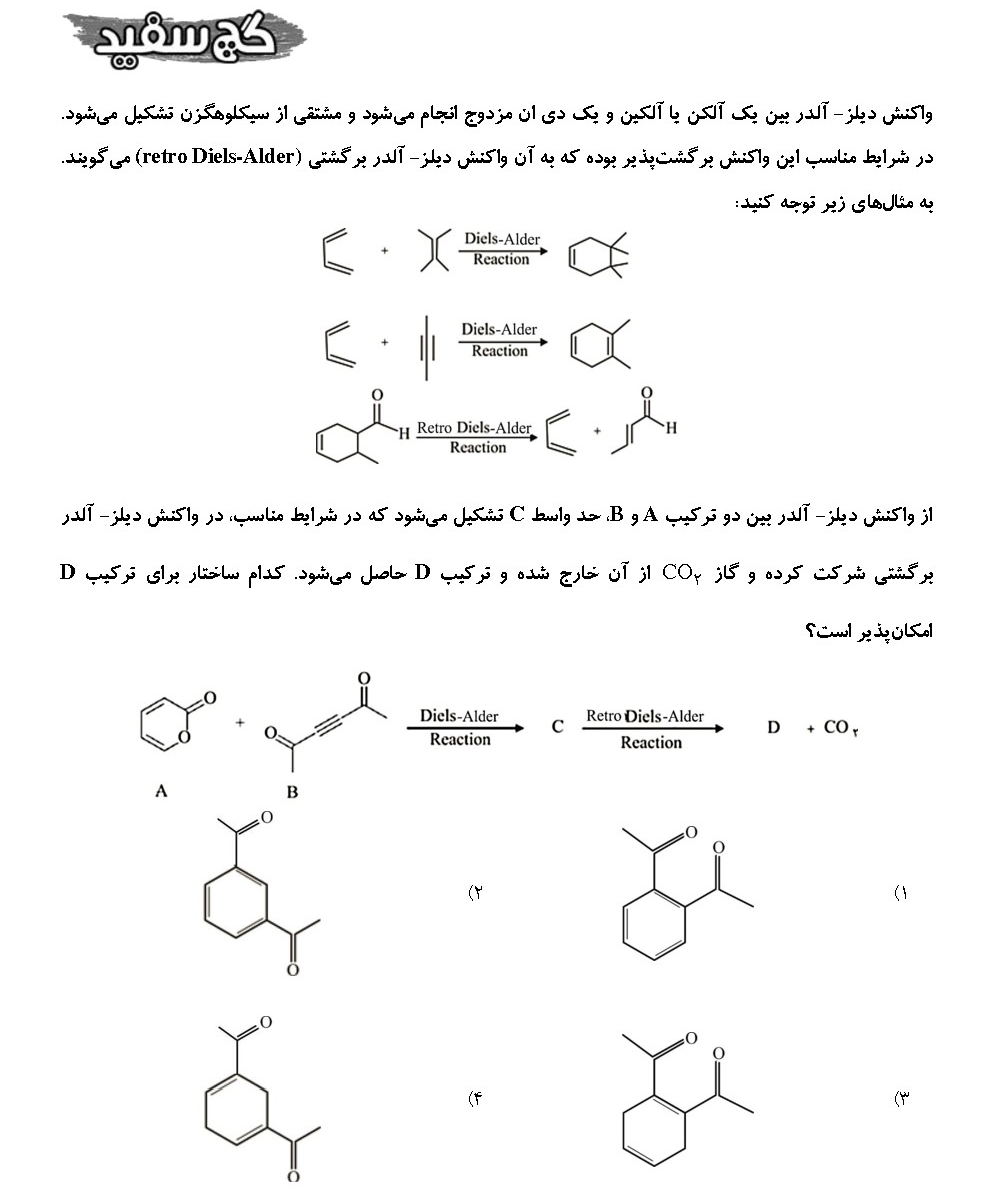 گچ سفید
واکنش دیلز- آلدر بین یک آلکن یا آلکین و یک دی ان مزدوج انجام می‌شود و مشتقی از سیکلوهگزن تشکیل می‌شود.
در شرایط مناسب این واکنش برگشت‌پذیر بوده که به آن واکنش دیلز- آلدر برگشتی (retro Diels-Alder) می‌گویند.
به مثال‌های زیر توجه کنید:
+ Diels-Alder
Reaction
+ Diels-Alder
Reaction
O
H Retro Diels-Alder
Reaction
+
O
H
از واکنش دیلز- آلدر بین دو ترکیب A و B، حد واسط C تشکیل می‌شود که در شرایط مناسب، در واکنش دیلز- آلدر
برگشتی شرکت کرده و گاز CO۲ از آن خارج شده و ترکیب D حاصل می‌شود. کدام ساختار برای ترکیب D
امکان‌پذیر است؟
O
O
+
O
O
Diels-Alder
Reaction
C
Retro Diels-Alder
Reaction
D + CO۲
A B
۱)
O
O
۲)
O
O
۳)
O
O
۴)
O
O